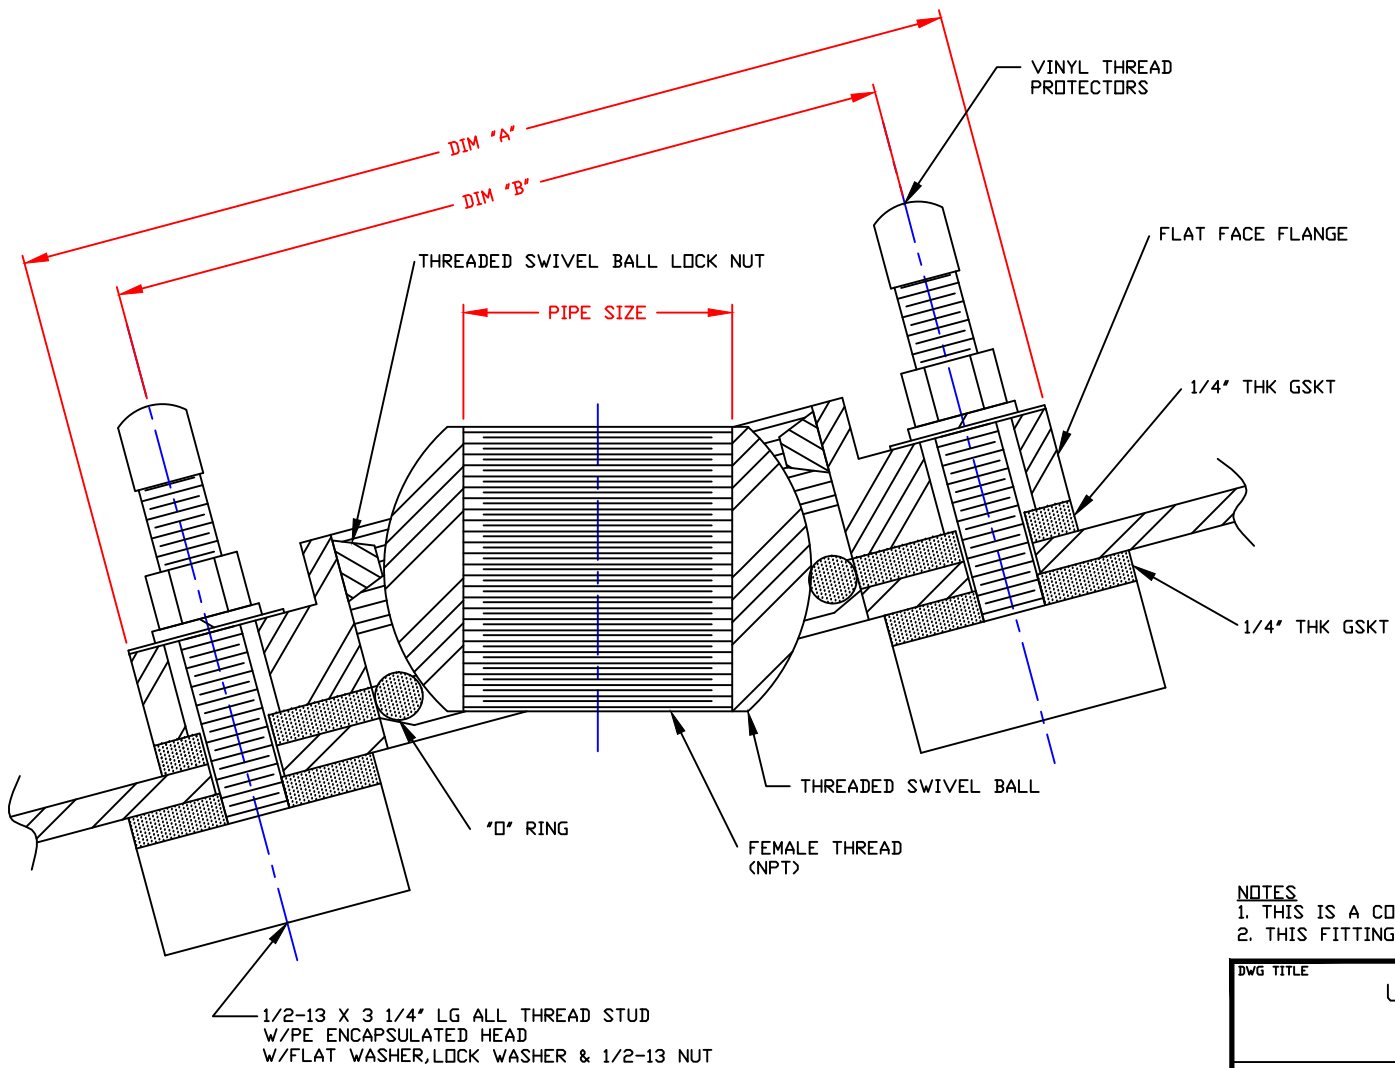 VINYL THREAD
PROTECTORS
DIM "A"
DIM "B"
FLAT FACE FLANGE
THREADED SWIVEL BALL LOCK NUT
PIPE SIZE
1/4" THK GSKT
1/4" THK GSKT
THREADED SWIVEL BALL
"O" RING
FEMALE THREAD
(NPT)
NOTES
1. THIS IS A CO
2. THIS FITTING
DWG TITLE
1/2-13 X 3 1/4" LG ALL THREAD STUD
W/PE ENCAPSULATED HEAD
W/FLAT WASHER,LOCK WASHER & 1/2-13 NUT